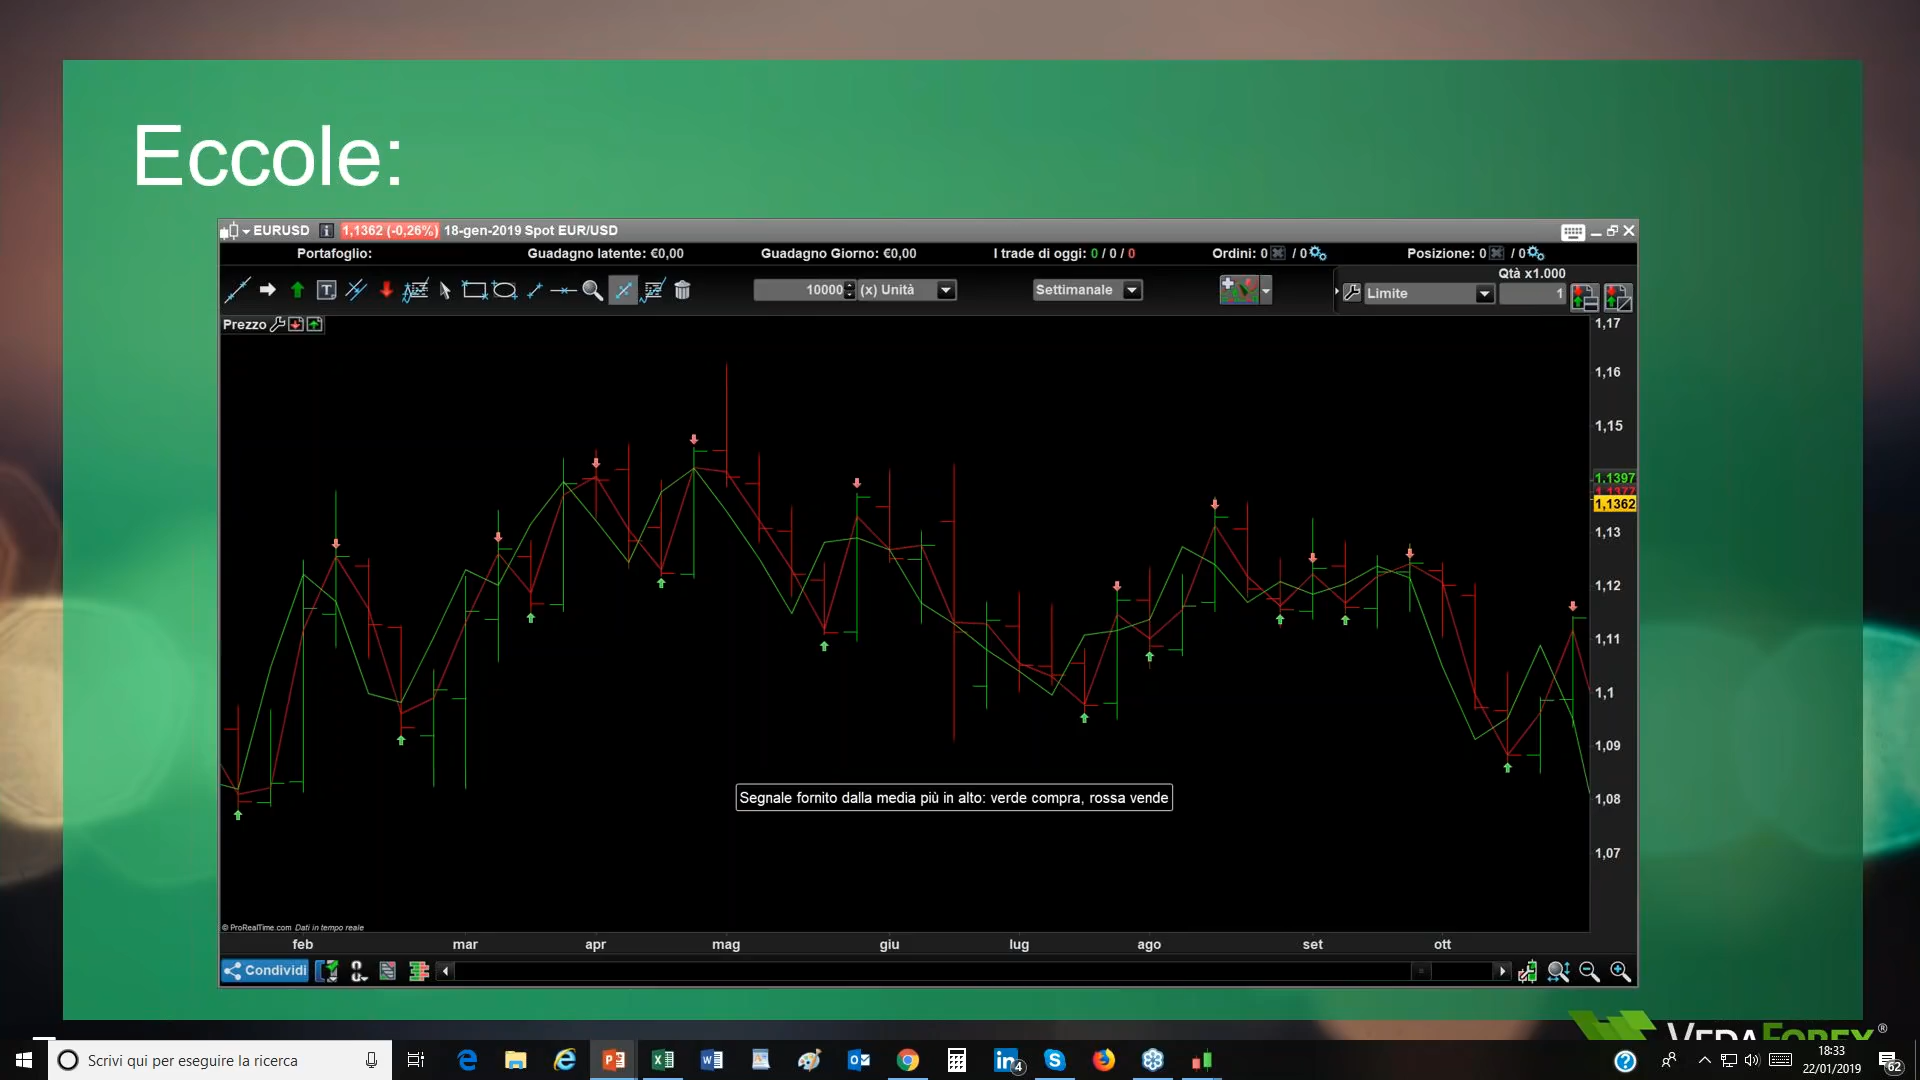 Eccole:
EURUSD 1,1362 (-0,26%) 18-gen-2019 Spot EUR/USD
Portafoglio: Guadagno latente: €0,00 Guadagno Giorno: €0,00 I trade di oggi: 0 / 0 / 0 Ordini: 0 / 0 Posizione: 0 / 0
Qtà x1.000
10000 (x) Unità Settimanale Limite 1
Prezzo
1,17
1,16
1,15
1,1397
1,1377
1,1362
1,13
1,12
1,11
1,1
1,09
Segnale fornito dalla media più in alto: verde compra, rossa vende
1,08
1,07
© ProRealTime.com Dati in tempo reale
feb mar apr mag giu lug ago set ott
Condividi
VEDAFOREX®
Scrivi qui per eseguire la ricerca
4
18:33
22/01/2019
62